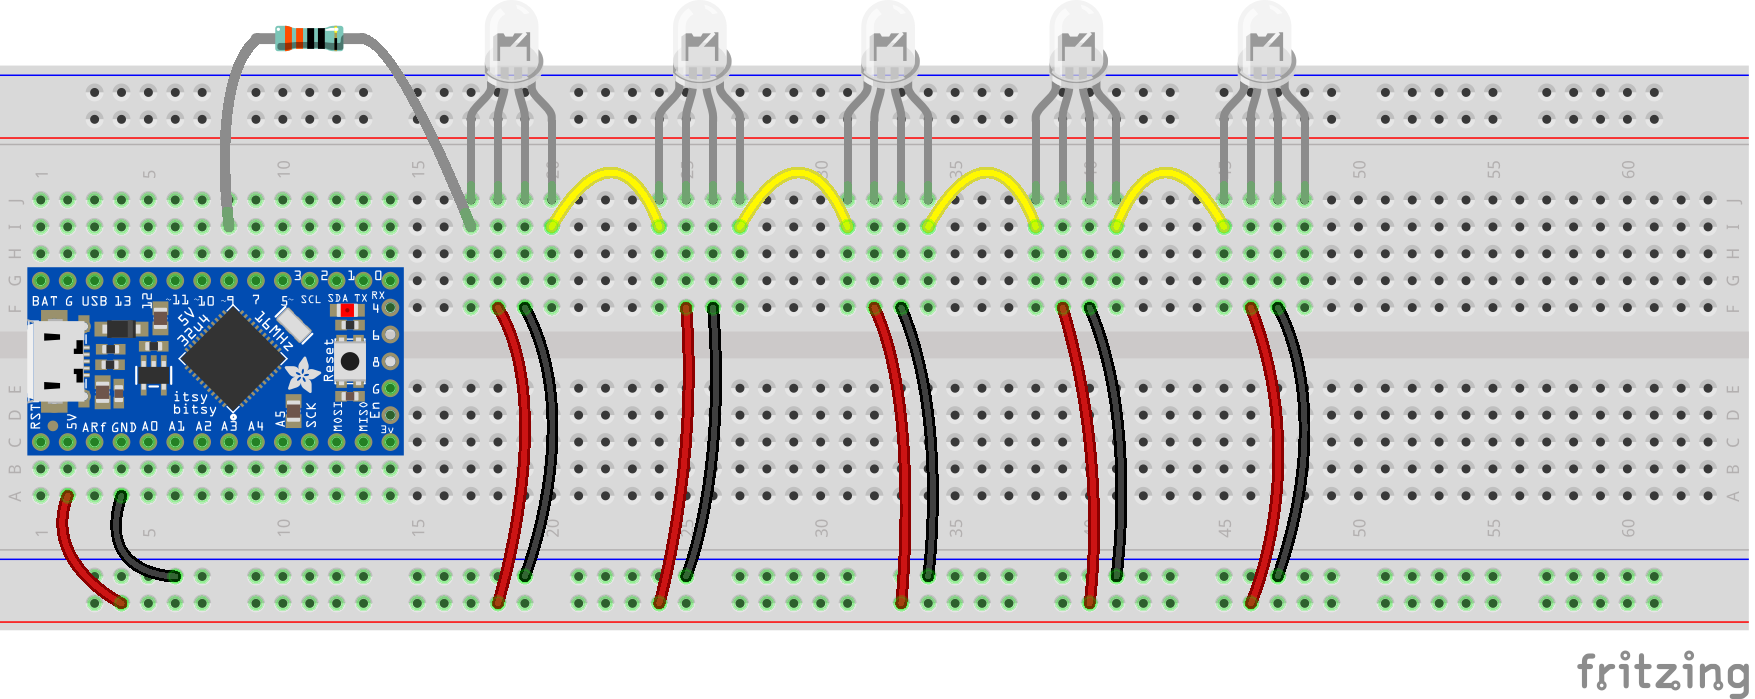 1 5 10 15 20 25 30 35 40 45 50 55 60
J J
I I
H H
G G
F F
3 2 1 0
BAT G USB 13 12 ~11 ~10 ~9 7 5~ SCL SDA TX RX
4
6
8
G
En
3v
5V
32u4
16MHz
Reset
itsy
bitsy
RST 5V ARf GND A0 A1 A2 A3 A4 A5 SCK MOSI MISO
E E
D D
C C
B B
A A
1 5 10 15 20 25 30 35 40 45 50 55 60
fritzing